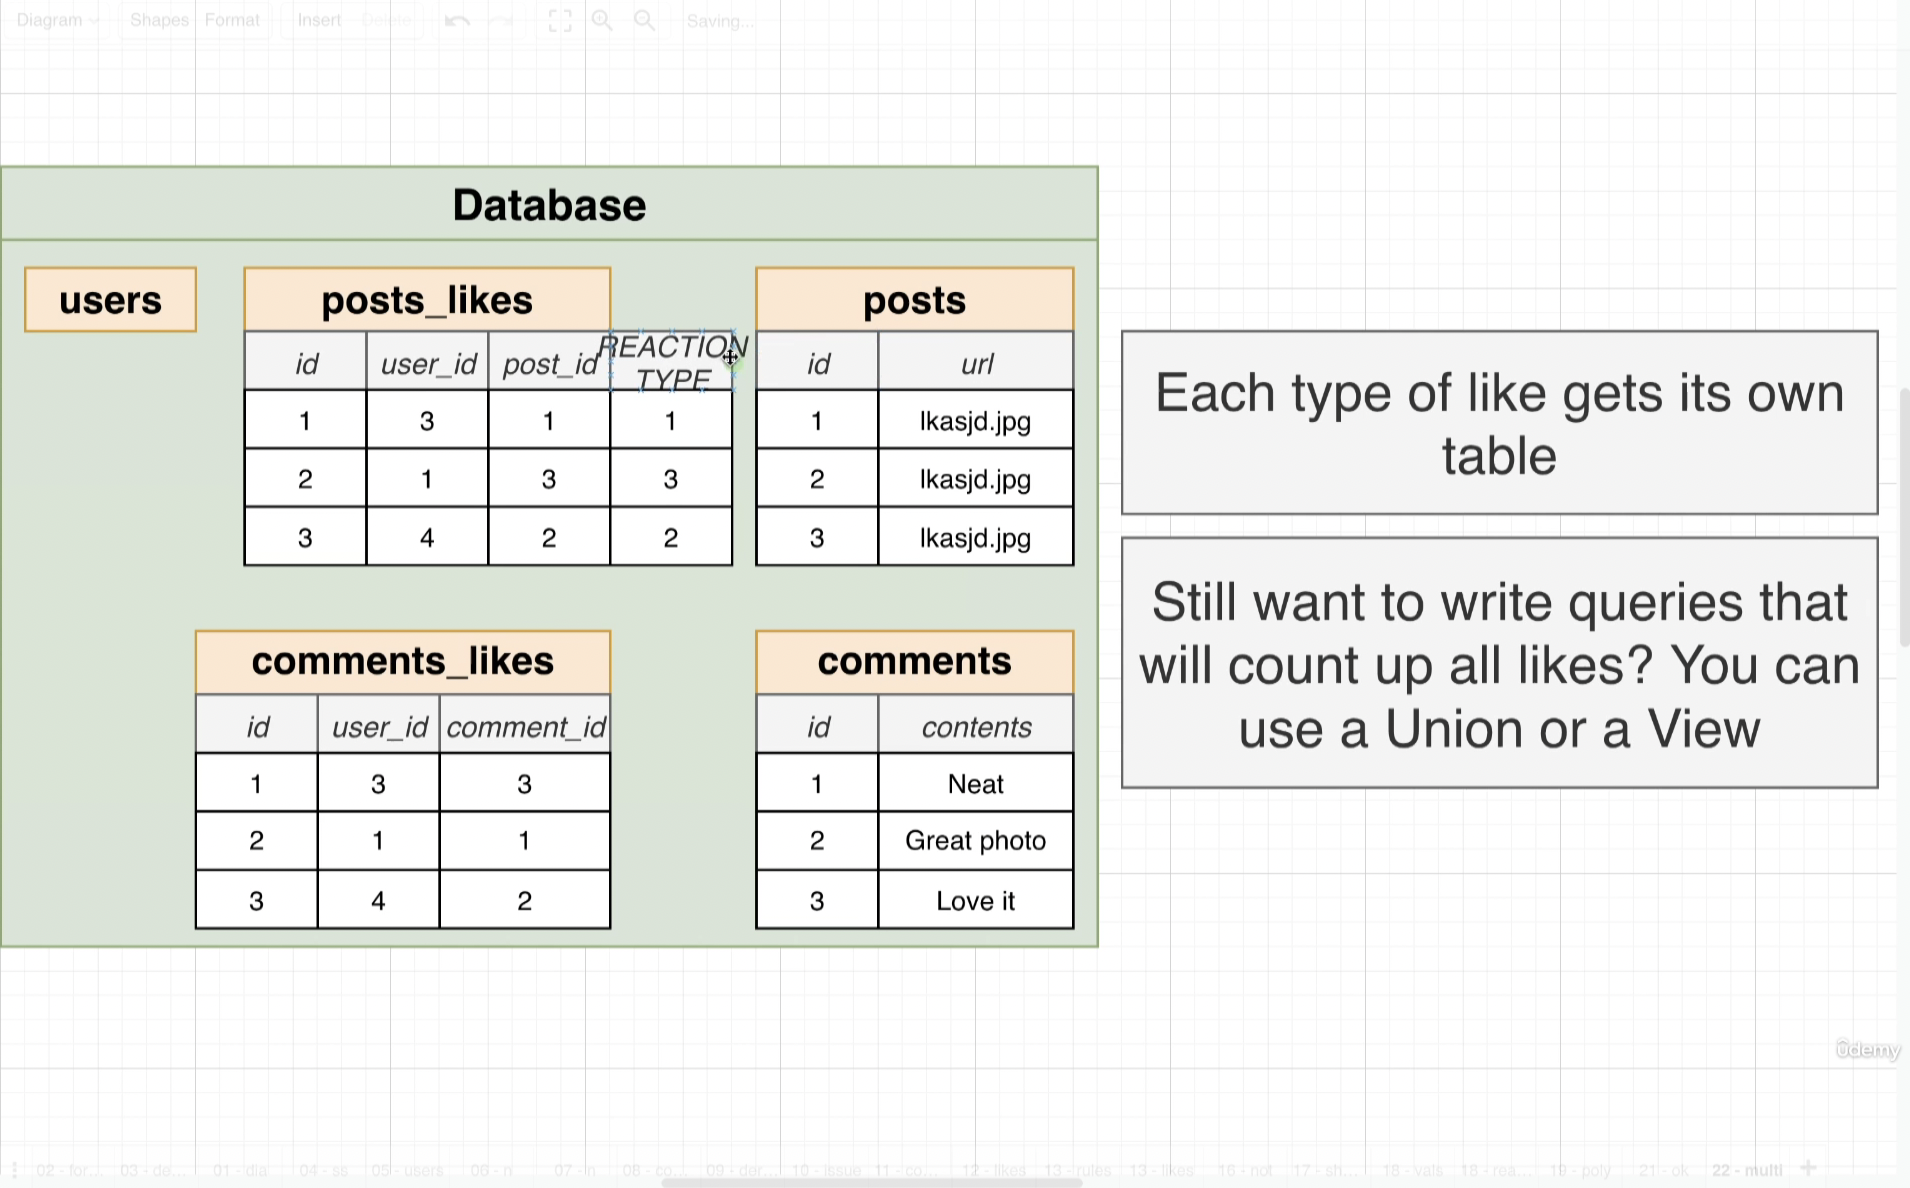 Diagram
Shapes
Format
Insert
Delete
Saving...
Database
users
posts_likes
id user_id post_id REACTION TYPE
1 3 1 1
2 1 3 3
3 4 2 2
posts
id url
1 lkasjd.jpg
2 lkasjd.jpg
3 lkasjd.jpg
comments_likes
id user_id comment_id
1 3 3
2 1 1
3 4 2
comments
id contents
1 Neat
2 Great photo
3 Love it
Each type of like gets its own
table
Still want to write queries that
will count up all likes? You can
use a Union or a View
ûdemy
02 - for... 03 - de... 01 - dia 04 - ss 05 - users 06 - n 07 - n 08 - co... 09 - der... 10 - issue 11 - co... 12 - likes 13 - rules 13 - likes 16 - not 17 - sh... 18 - vals 18 - rea... 19 - poly 21 - ok 22 - multi